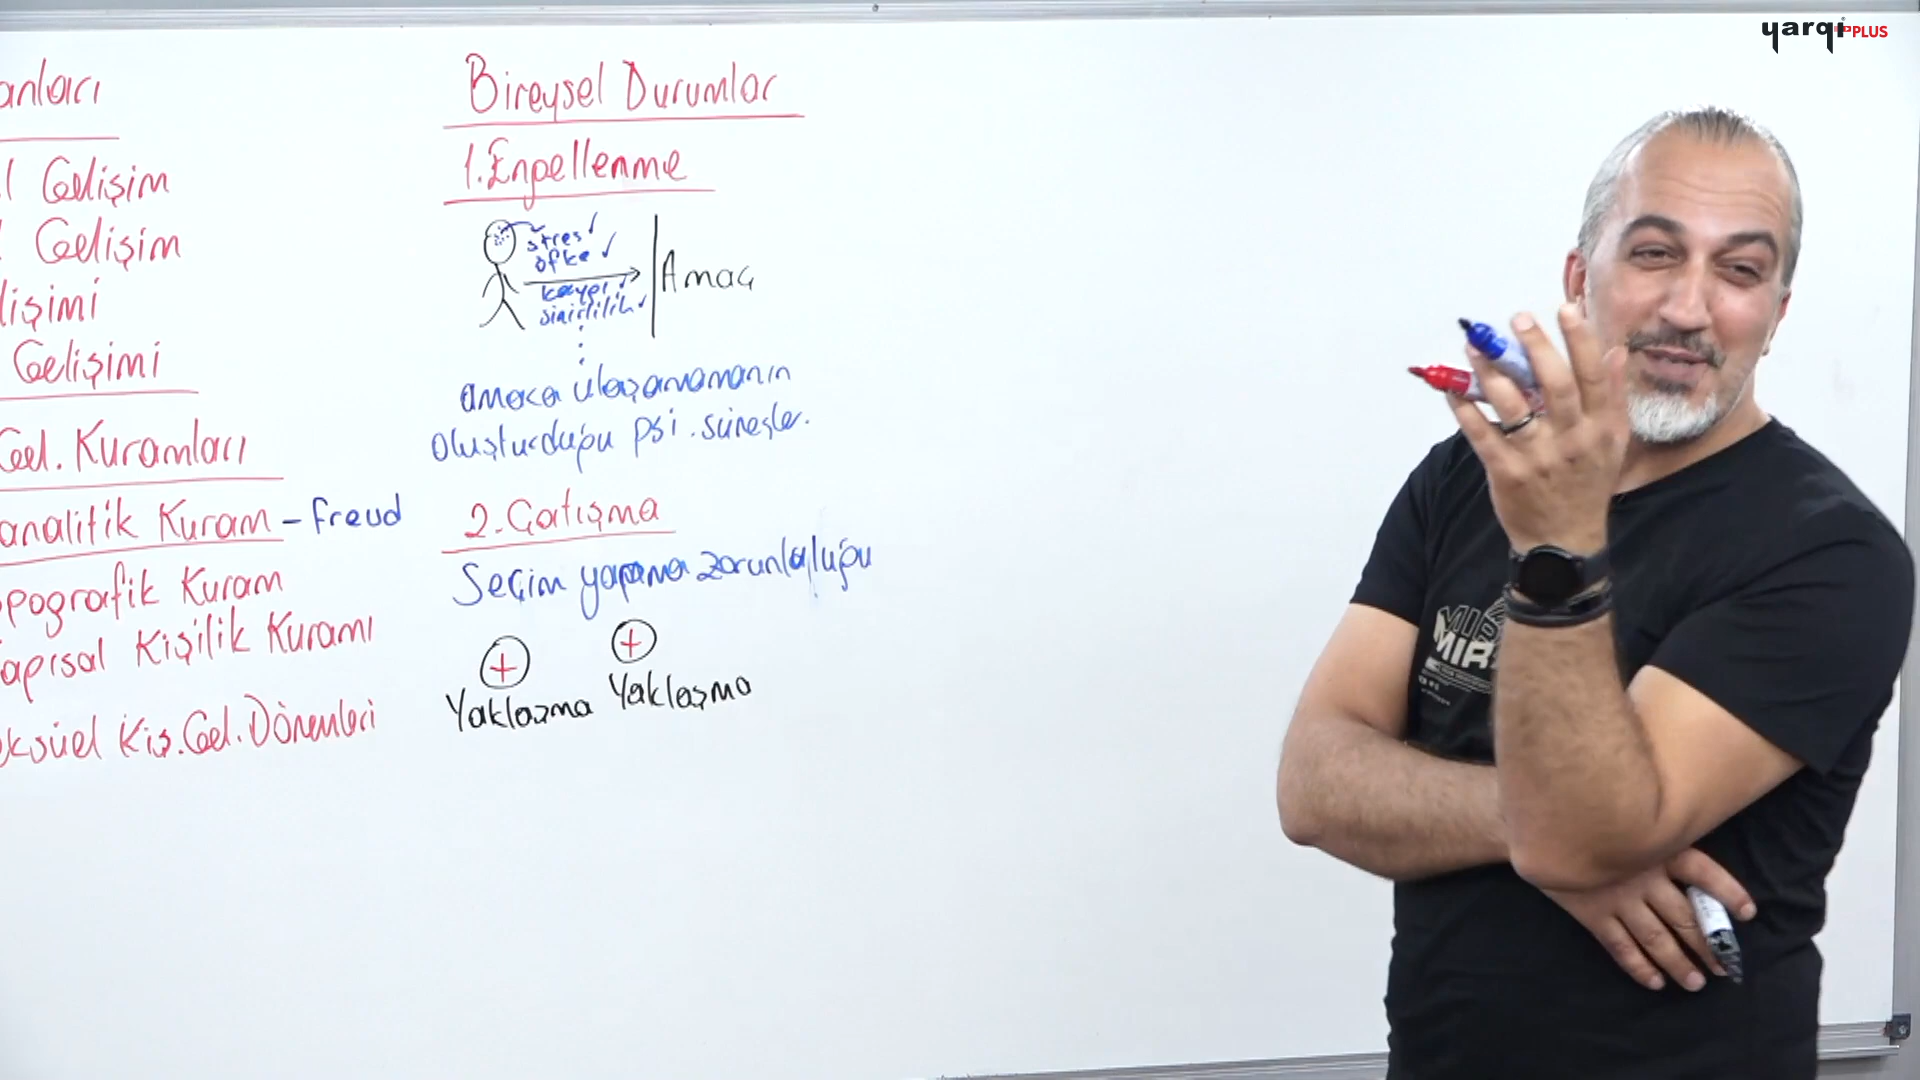 anları
l Gelişim
l Gelişim
lişimi
Gelişimi
Gel. Kuramları
analitik Kuram - freud
pografik Kuram
apısal Kişilik Kuramı
ksüel Kiş. Gel. Dönemleri
Bireysel Durumlar
1. Engellenme
stres
öfke
kaygı
sinirlilik
Amaç
amaca ulaşamamanın
oluşturduğu psi. süreçler.
2. Çatışma
Seçim yapma zorunluluğu
+ +
Yaklaşma Yaklaşma
yarqı PLUS
MIR